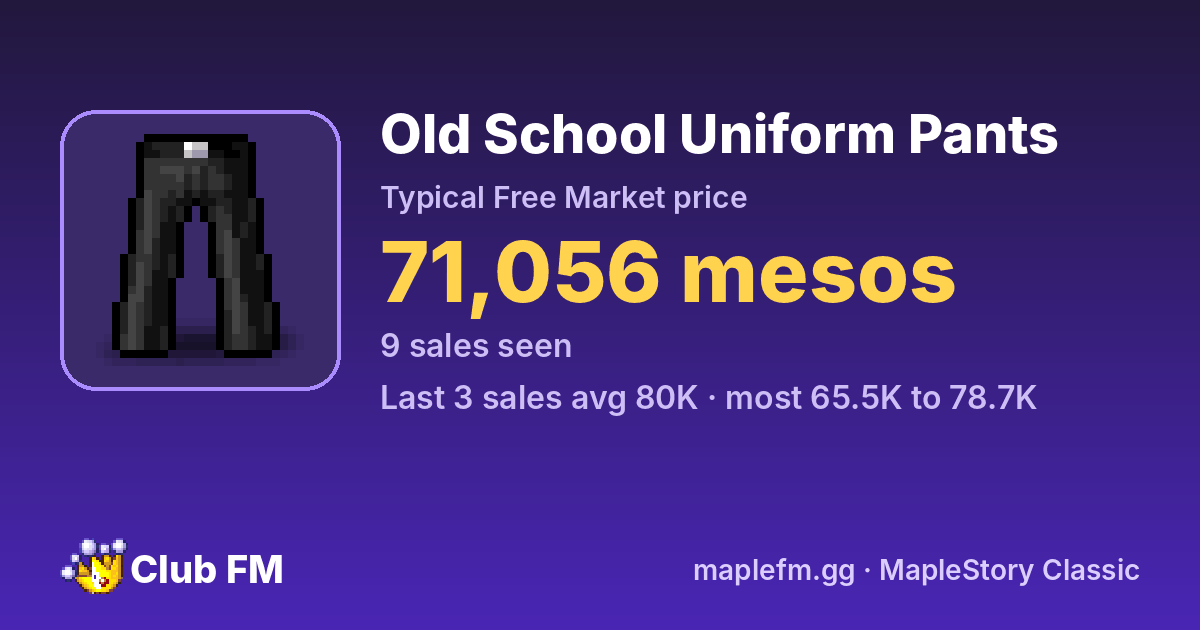 Old School Uniform Pants
Typical Free Market price
71,056 mesos
9 sales seen
Last 3 sales avg 80K · most 65.5K to 78.7K
Club FM
maplefm.gg · MapleStory Classic